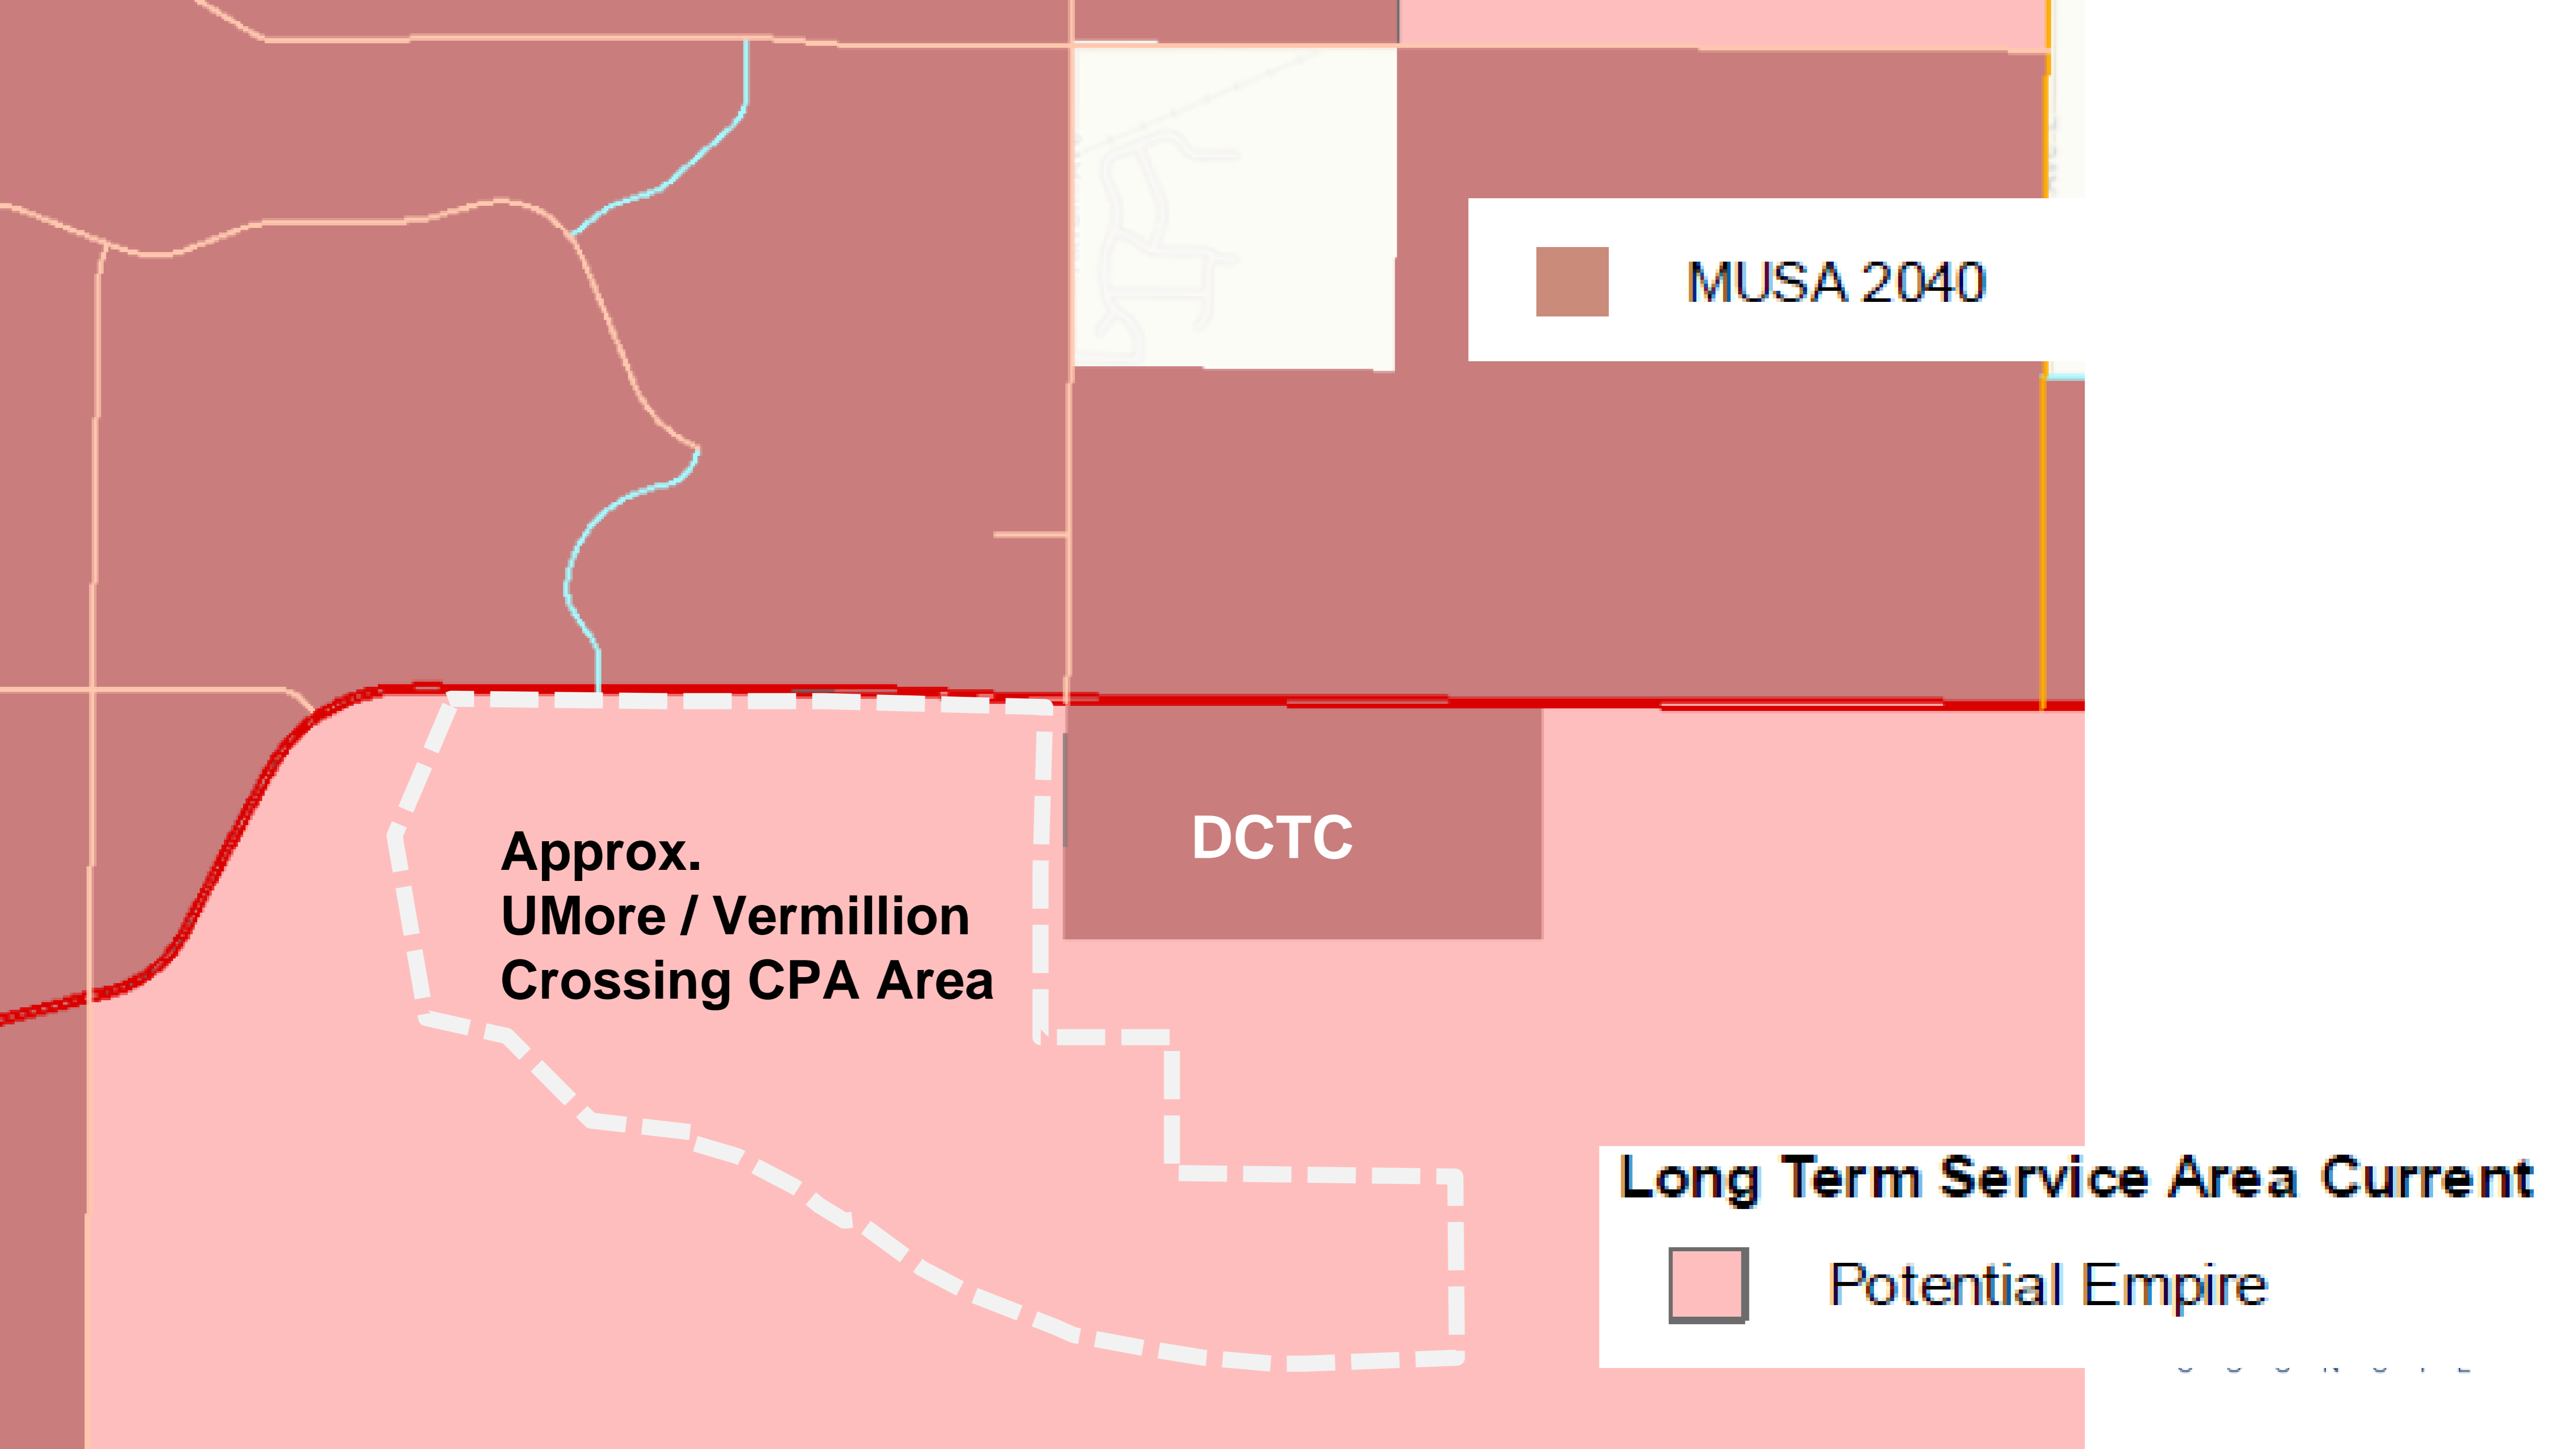 MUSA 2040
DCTC
Approx.
UMore / Vermillion
Crossing CPA Area
Long Term Service Area Current
Potential Empire